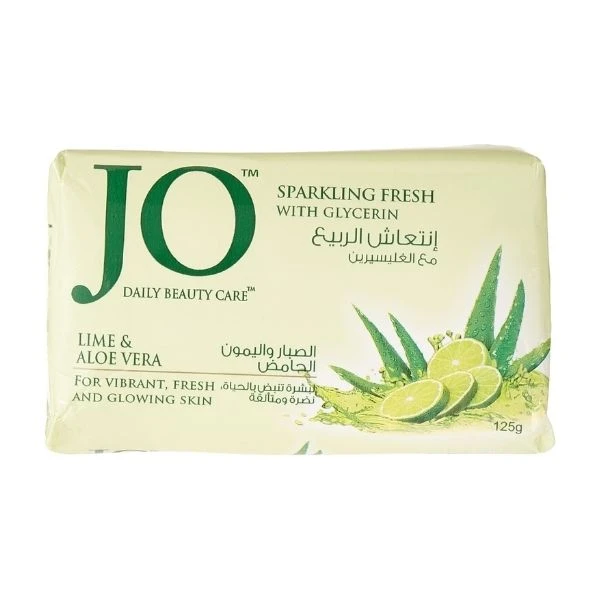 JO™
DAILY BEAUTY CARE™
SPARKLING FRESH
WITH GLYCERIN
إنتعاش الربيع
مع الغليسيرين
LIME &
ALOE VERA
الصبار واليمون
الحامض
FOR VIBRANT, FRESH
AND GLOWING SKIN
لبشرة تنبض بالحياة،
نضرة ومتألقة
125g